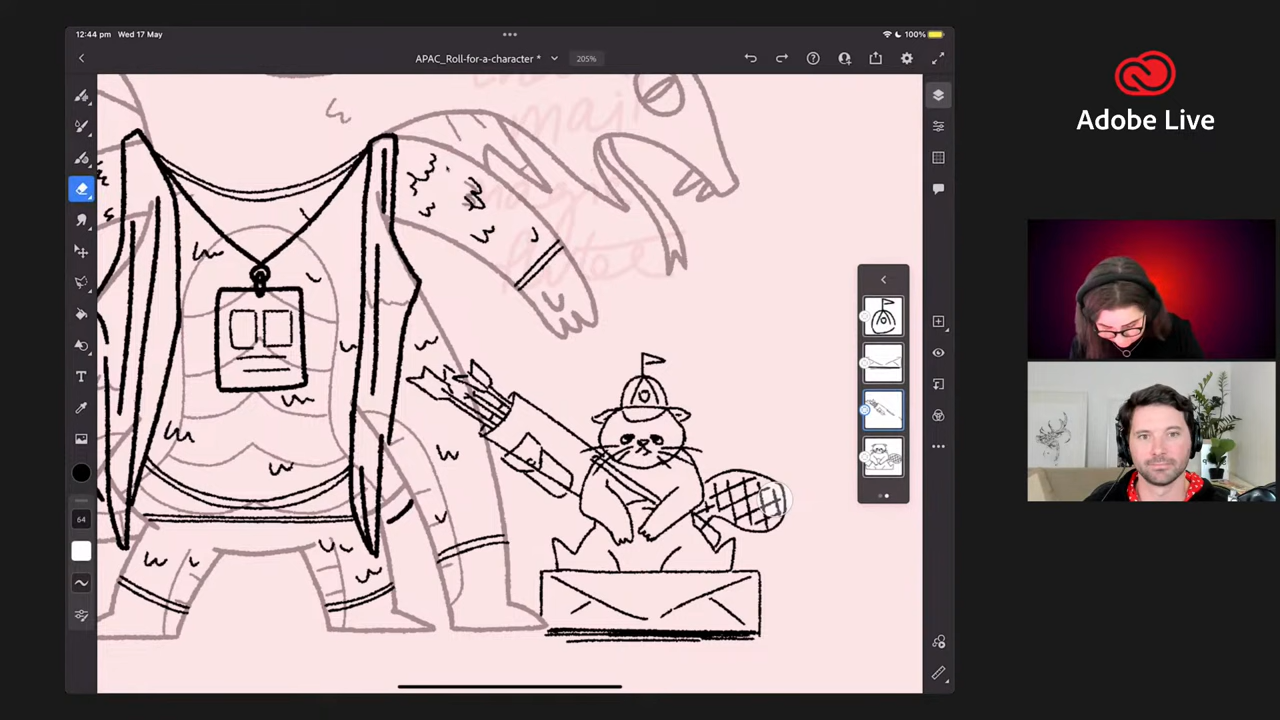 12:44 pm Wed 17 May
100%
APAC_Roll-for-a-character *
205%
Adobe Live
64
T